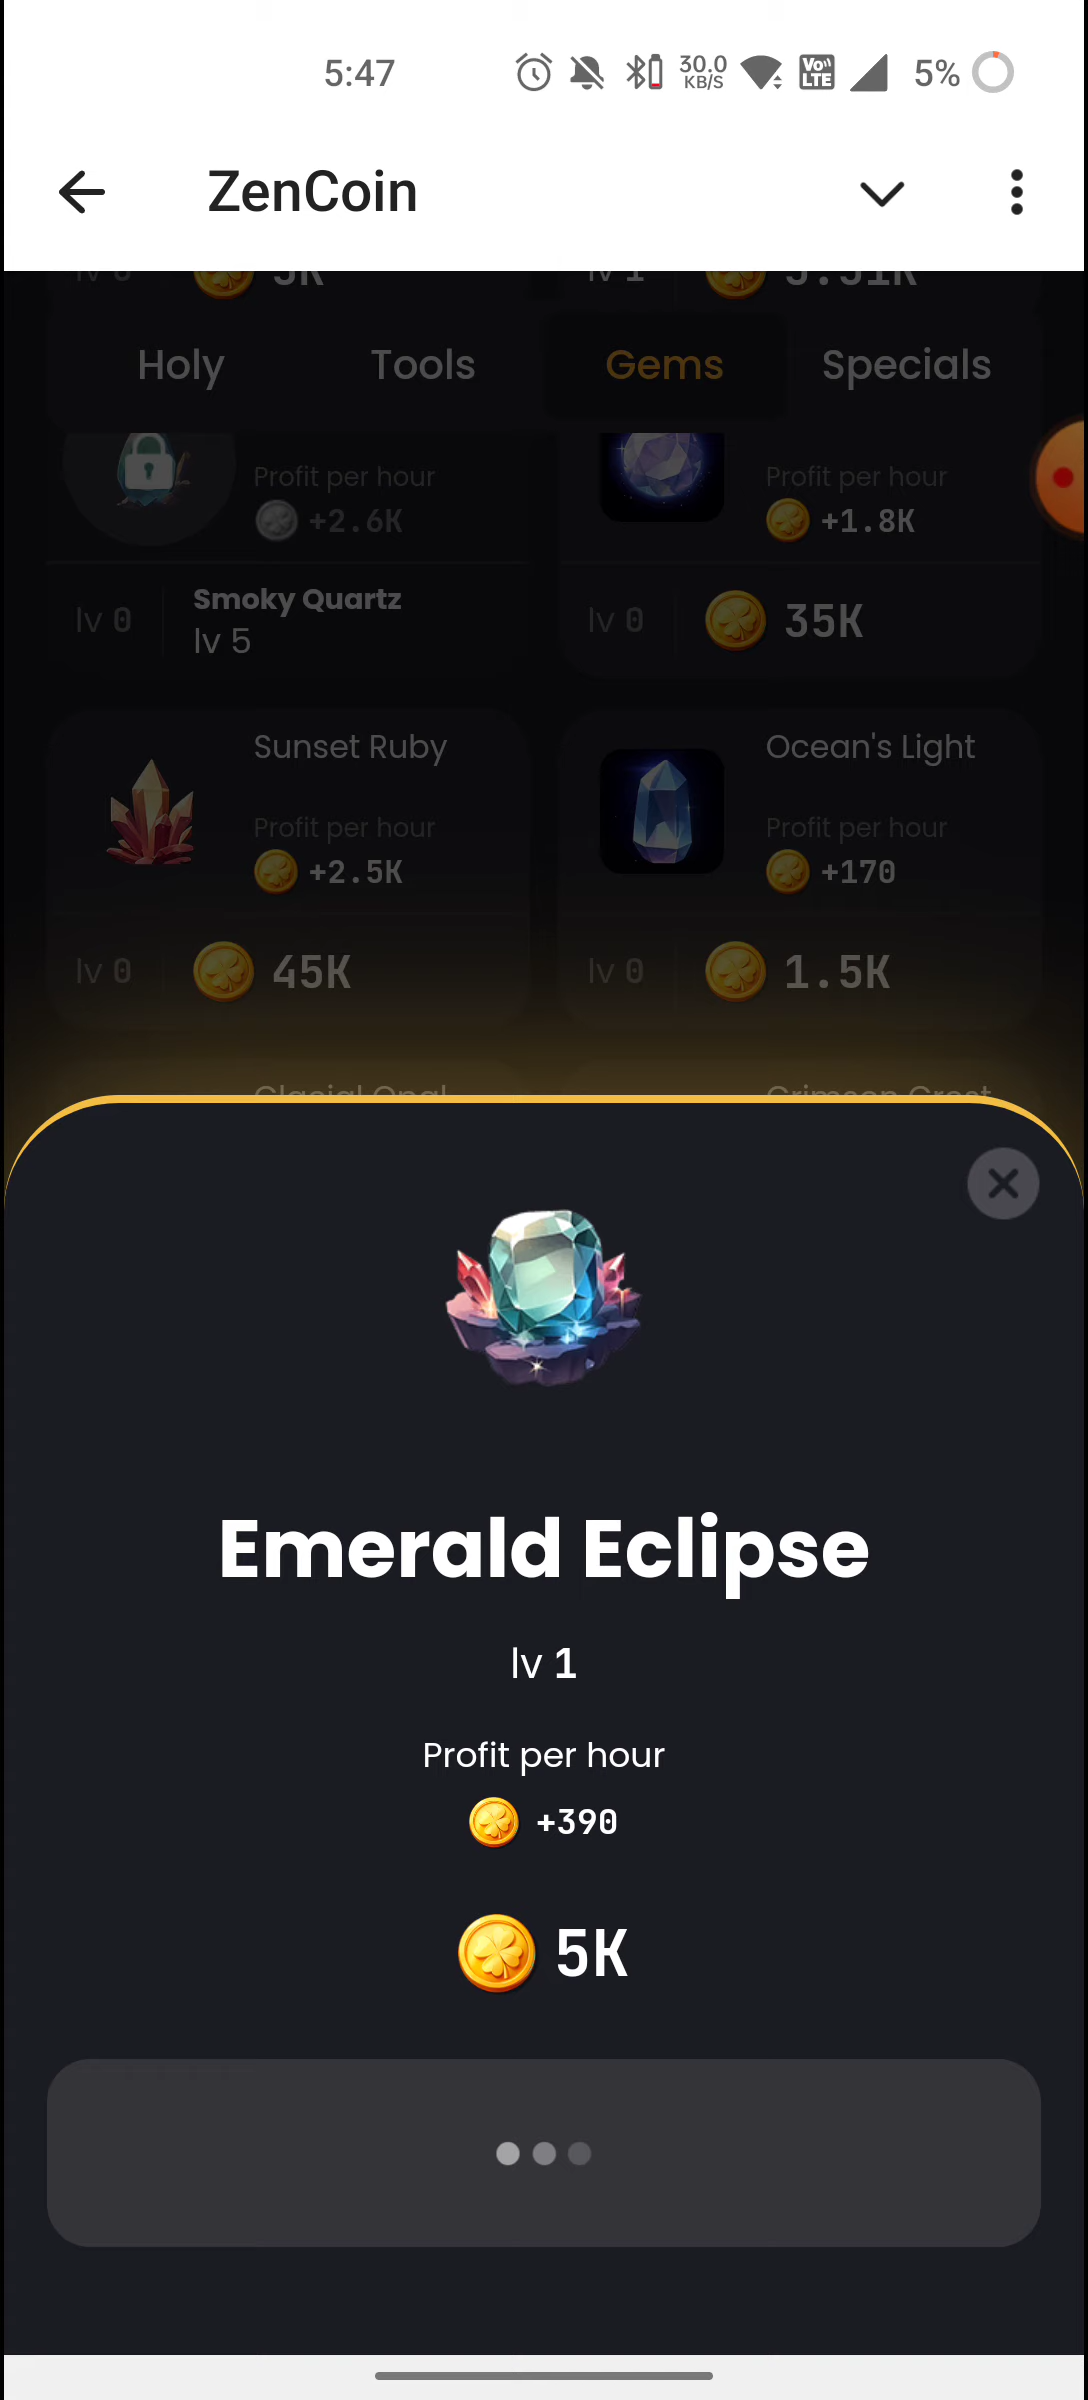 5:47 30.0 KB/S Vo LTE 5%
ZenCoin
Holy Tools Gems Specials
Profit per hour
+2.6K
lv 0
Smoky Quartz
lv 5
Profit per hour
+1.8K
lv 0 35K
Sunset Ruby
Profit per hour
+2.5K
lv 0 45K
Ocean's Light
Profit per hour
+170
lv 0 1.5K
Emerald Eclipse
lv 1
Profit per hour
+390
5K